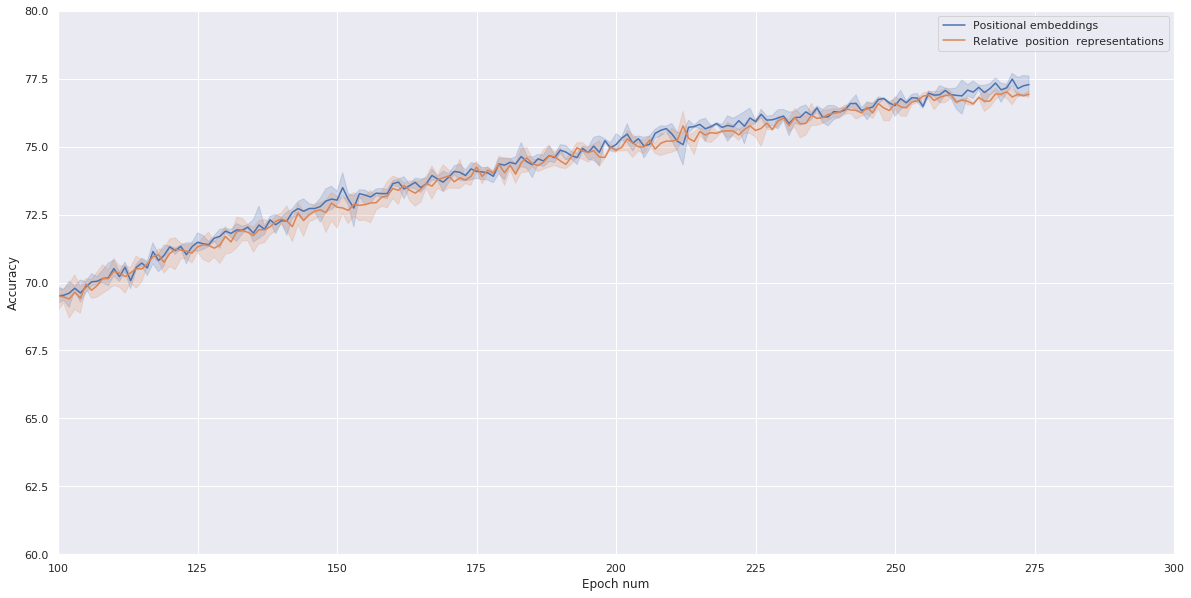 80.0
77.5
75.0
72.5
70.0
67.5
65.0
62.5
60.0
Accuracy
100 125 150 175 200 225 250 275 300
Epoch num
Positional embeddings
Relative  position  representations